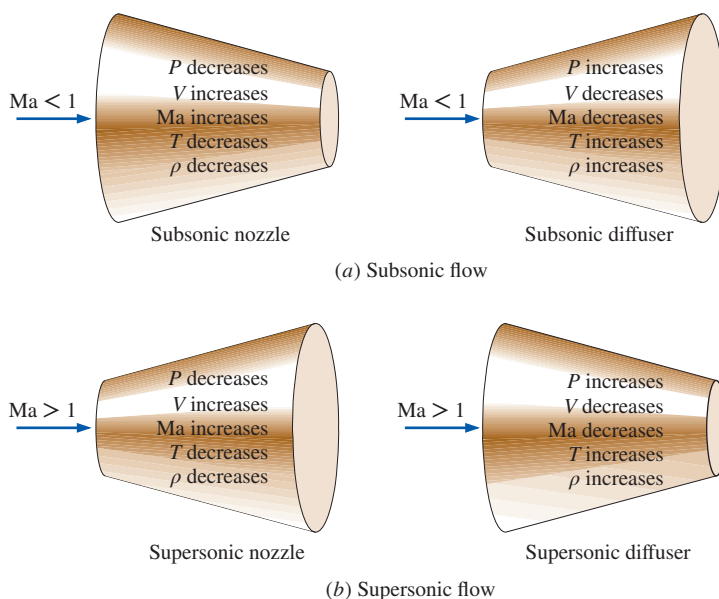 P decreases
V increases
Ma < 1
Ma increases
T decreases
ρ decreases
Subsonic nozzle
P increases
V decreases
Ma < 1
Ma decreases
T increases
ρ increases
Subsonic diffuser
(a) Subsonic flow
P decreases
V increases
Ma > 1
Ma increases
T decreases
ρ decreases
Supersonic nozzle
P increases
V decreases
Ma > 1
Ma decreases
T increases
ρ increases
Supersonic diffuser
(b) Supersonic flow